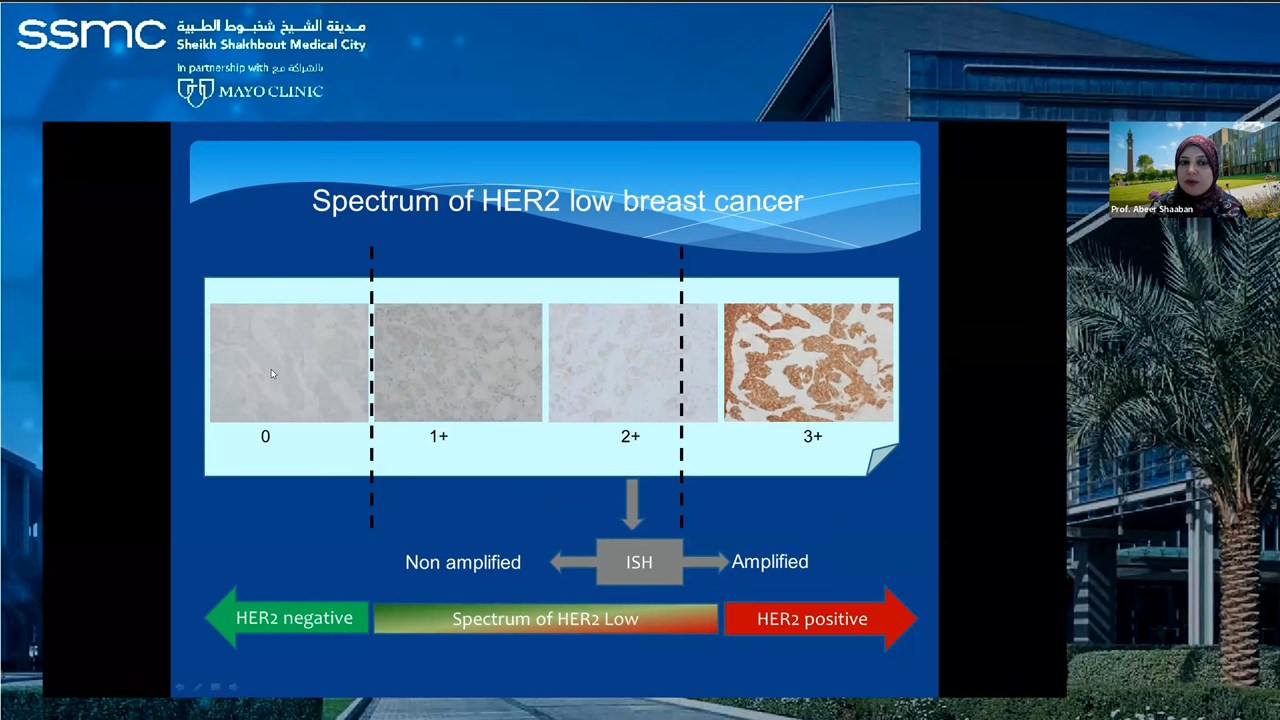 ssmc
مدينة الشيخ شخبوط الطبية
Sheikh Shakhbout Medical City
In partnership with بالشراكة مع
MAYO CLINIC
Prof. Abeer Shaaban
Spectrum of HER2 low breast cancer
0 1+ 2+ 3+
Non amplified ISH Amplified
HER2 negative Spectrum of HER2 Low HER2 positive